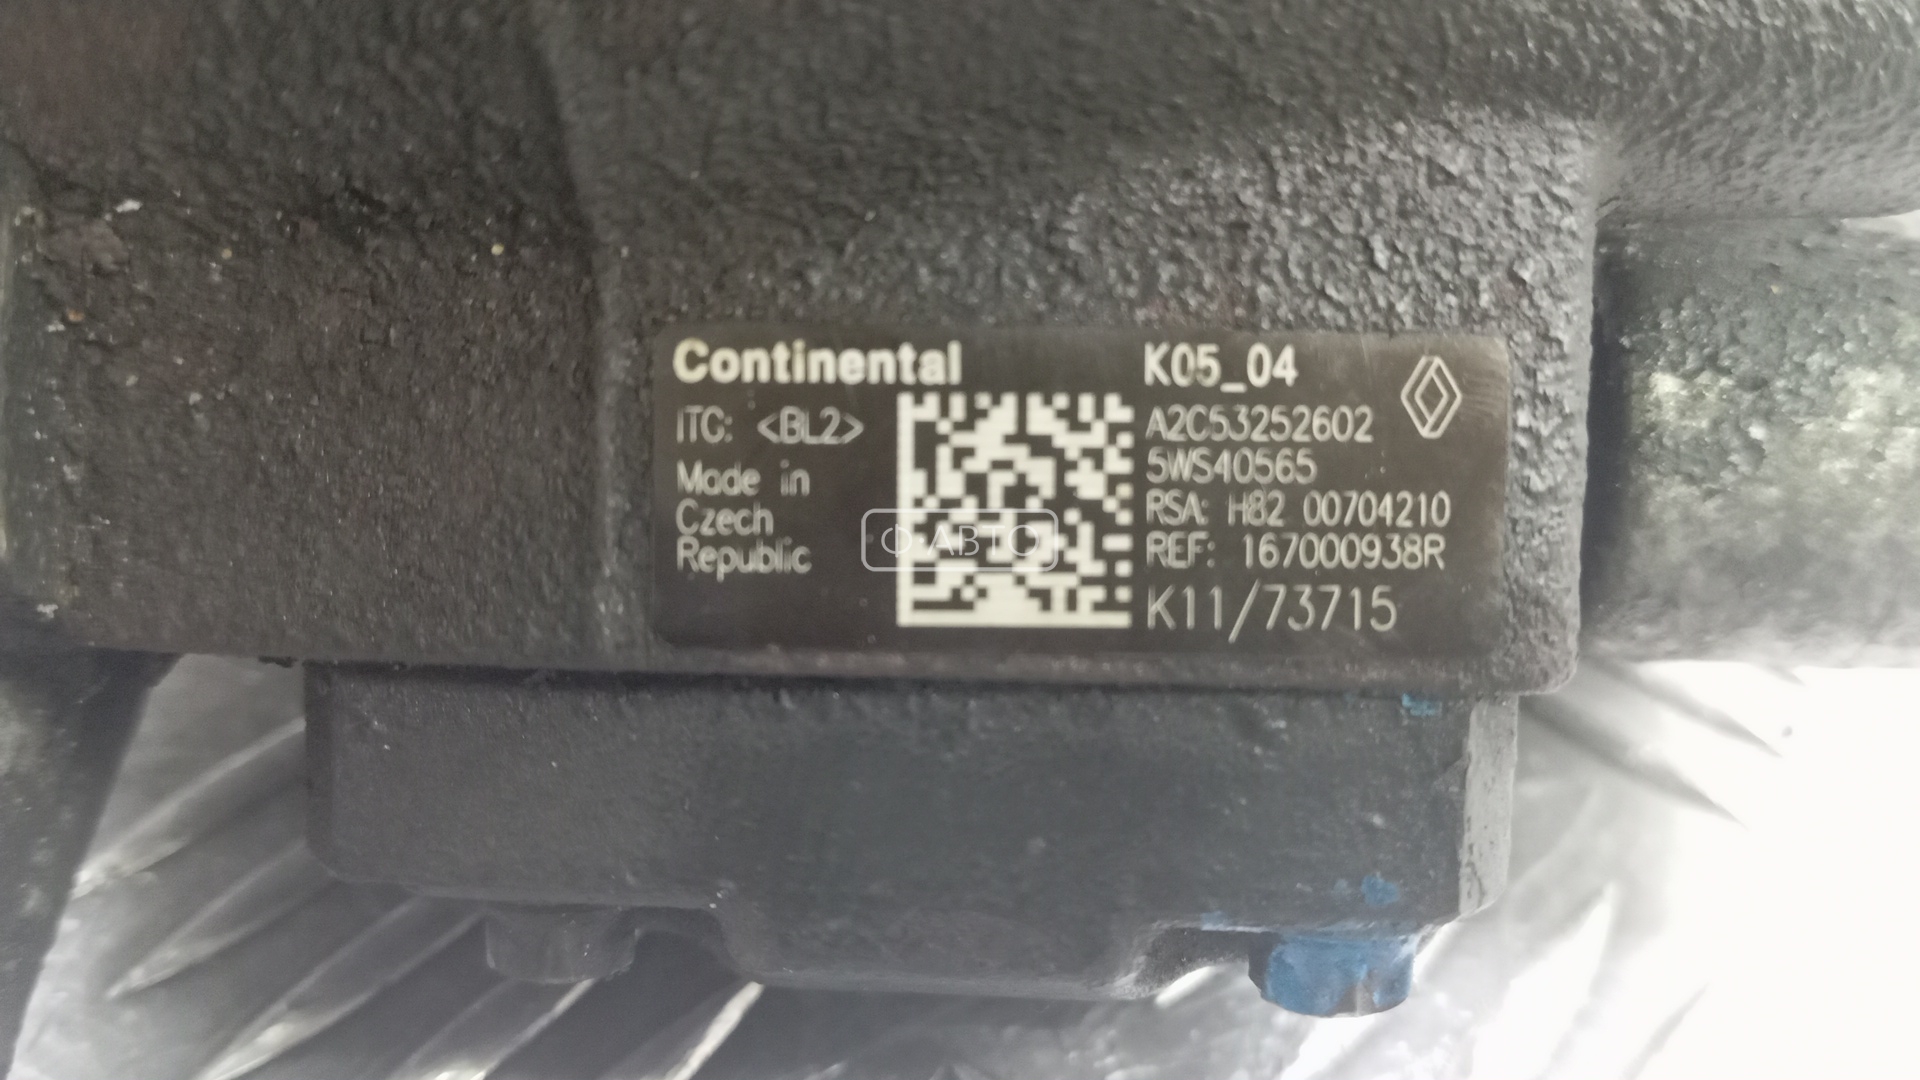 Continental
iTC: <BL2>
Made in
Czech
Republic
K05_04
A2C53252602
5WS40565
RSA: H82 00704210
REF: 167000938R
K11/73715
О-АВТО